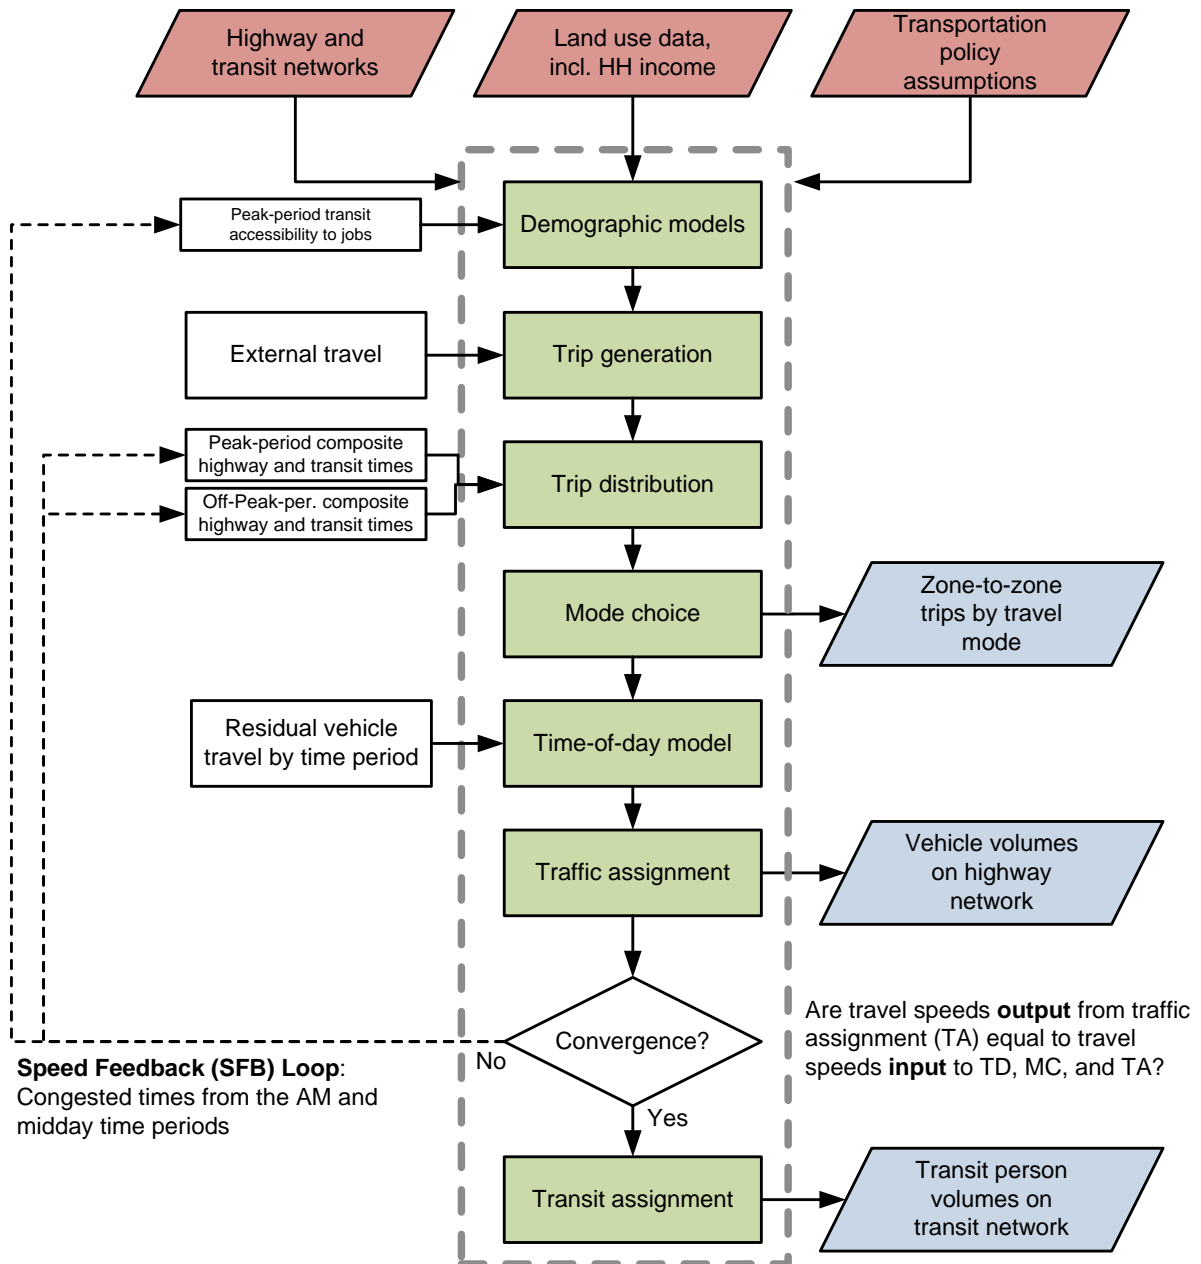 Highway and
transit networks
Land use data,
incl. HH income
Transportation
policy
assumptions
Peak-period transit
accessibility to jobs
Demographic models
External travel
Trip generation
Peak-period composite
highway and transit times
Off-Peak-per. composite
highway and transit times
Trip distribution
Mode choice
Zone-to-zone
trips by travel
mode
Residual vehicle
travel by time period
Time-of-day model
Traffic assignment
Vehicle volumes
on highway
network
Convergence?
No
Yes
Are travel speeds output from traffic
assignment (TA) equal to travel
speeds input to TD, MC, and TA?
Speed Feedback (SFB) Loop:
Congested times from the AM and
midday time periods
Transit assignment
Transit person
volumes on
transit network